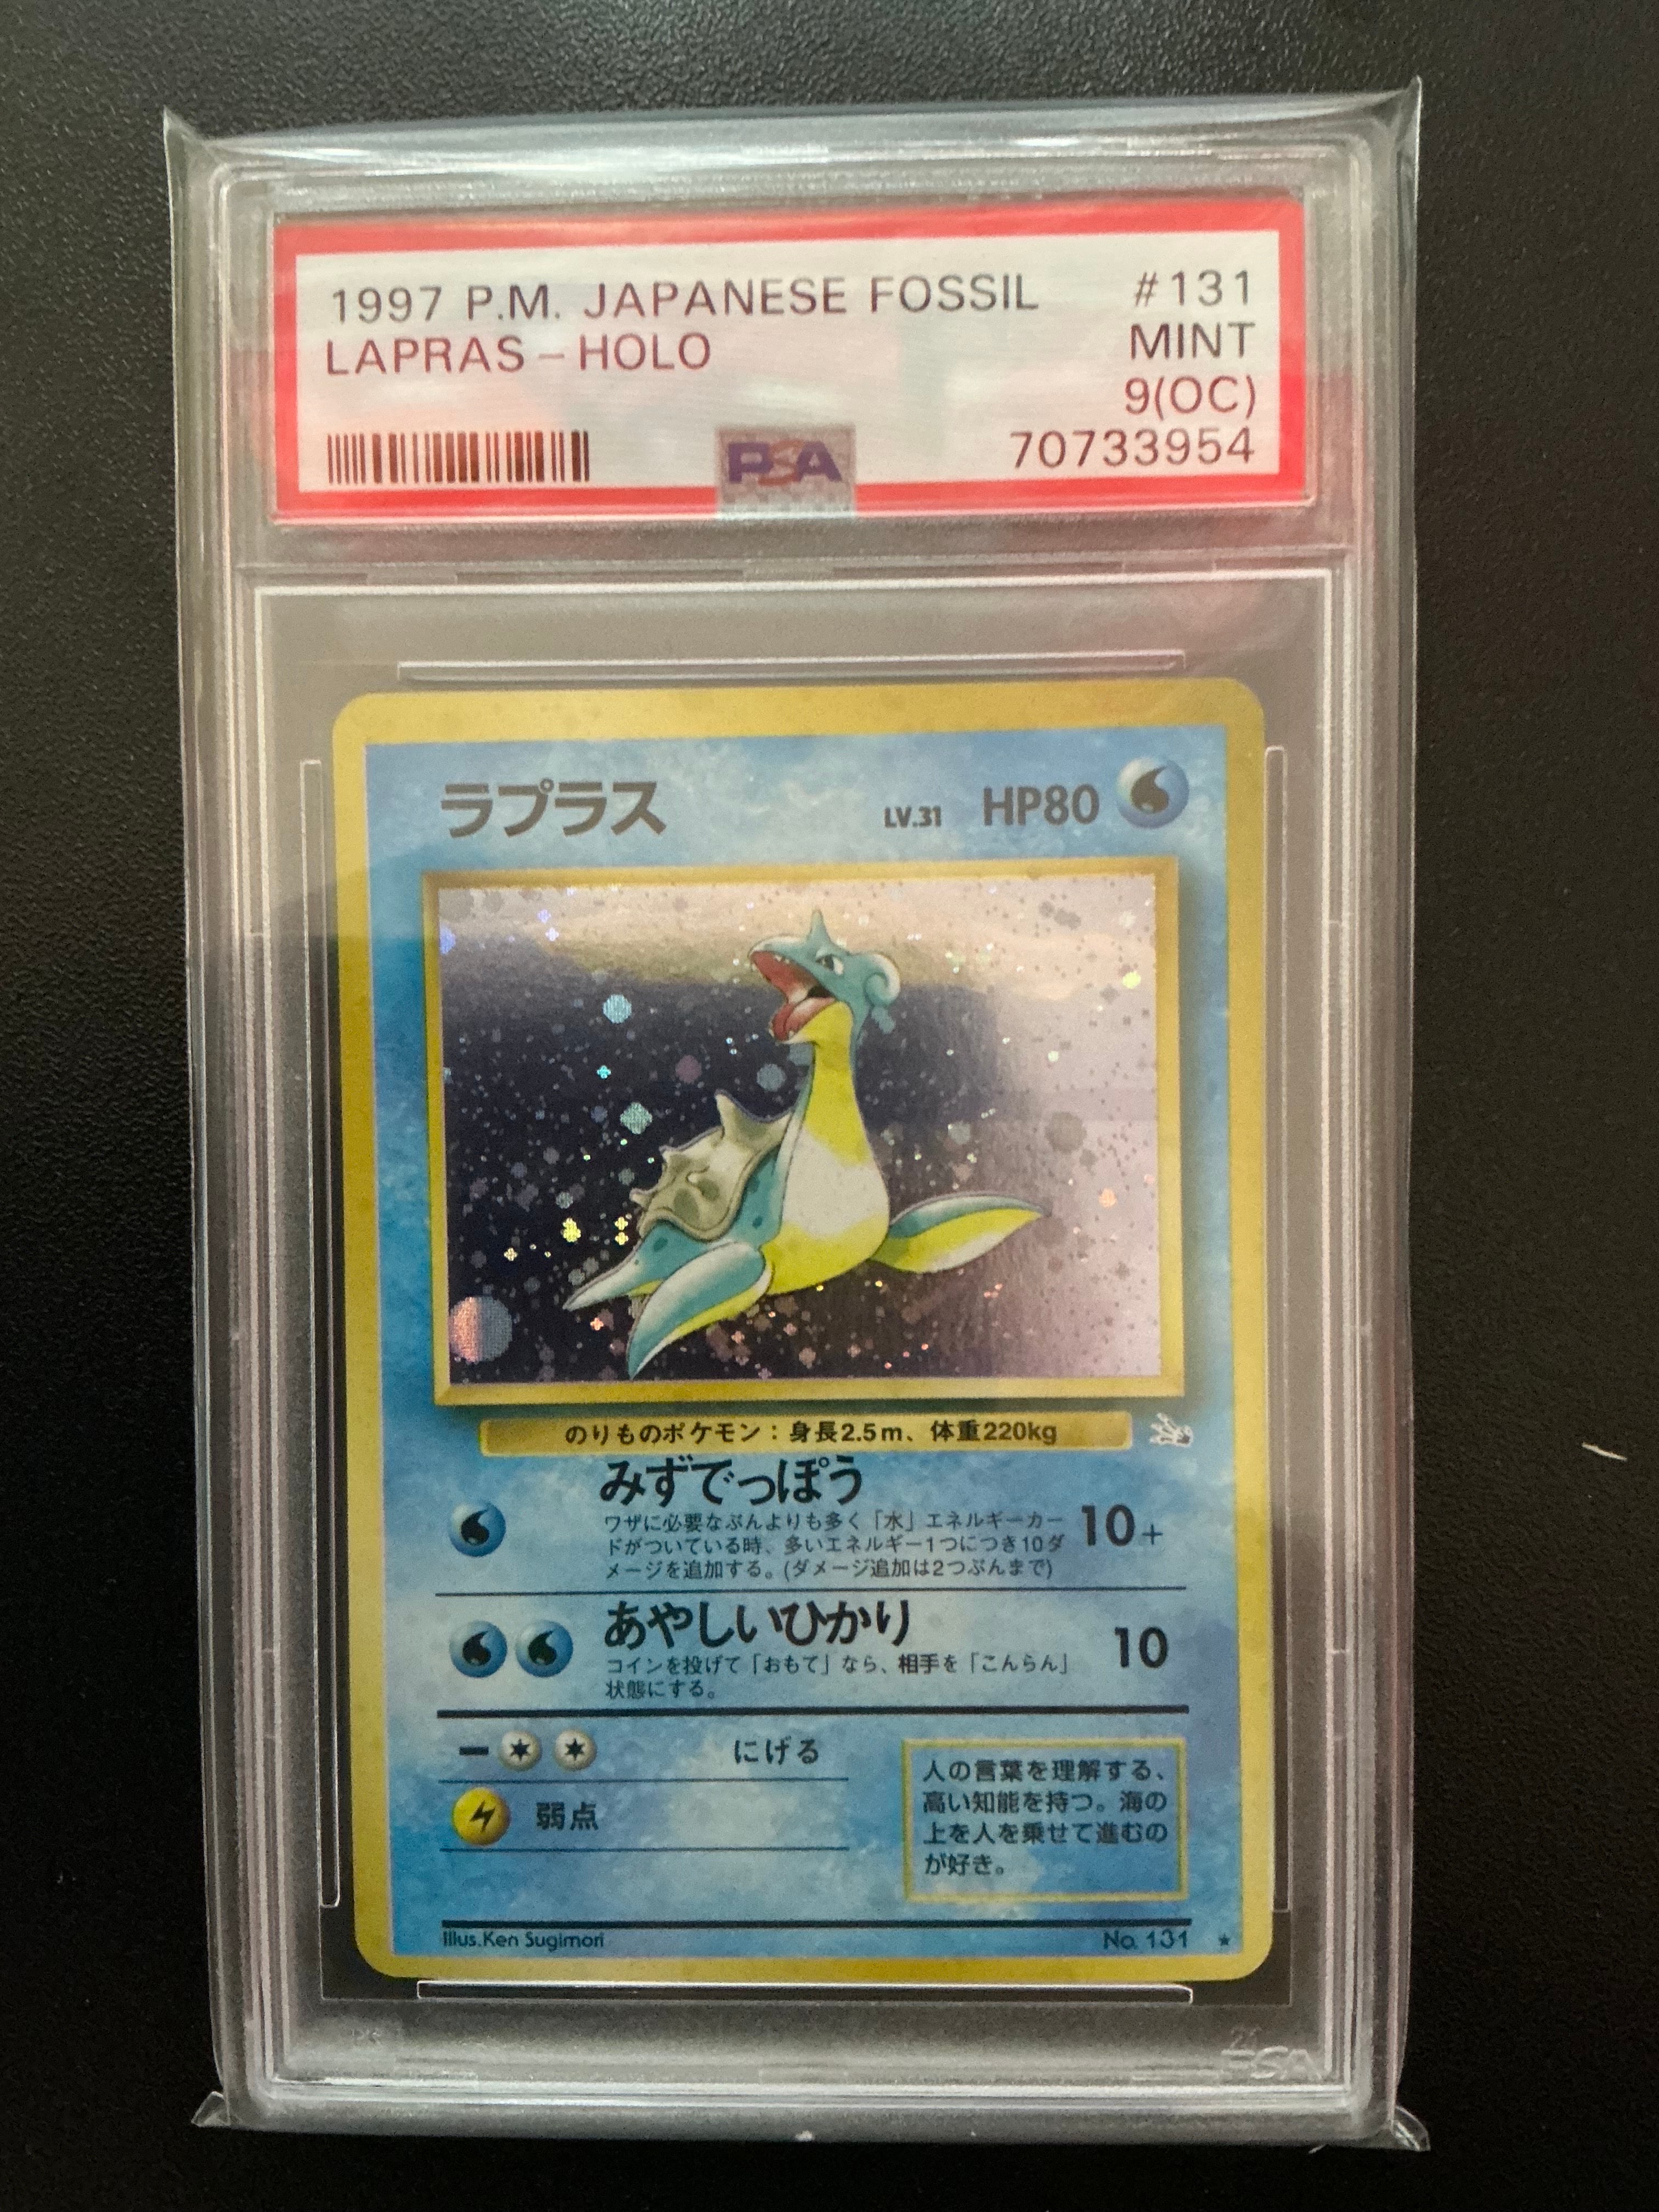 1997 P.M. JAPANESE FOSSIL #131
LAPRAS - HOLO MINT
9(OC)
PSA 70733954
ラプラス LV.31 HP80
のりものポケモン：身長2.5m、体重220kg
みずでっぽう
ワザに必要なぶんよりも多く「水」エネルギーカー
ドがついている時、多いエネルギー1つにつき10ダ
メージを追加する。(ダメージ追加は2つぶんまで)
10+
あやしいひかり
コインを投げて「おもて」なら、相手を「こんらん」
状態にする。
10
にげる
弱点
人の言葉を理解する、
高い知能を持つ。海の
上を人を乗せて進むの
が好き。
Illus.Ken Sugimori No. 131 ★
PSA